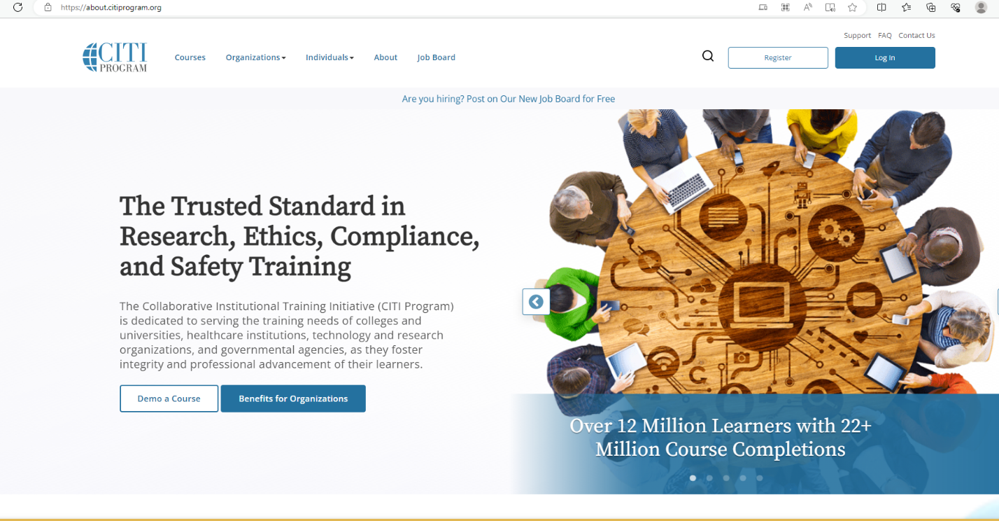 https://about.citiprogram.org
Support FAQ Contact Us
CITI
PROGRAM
Courses Organizations Individuals About Job Board
Register Log In
Are you hiring? Post on Our New Job Board for Free
The Trusted Standard in
Research, Ethics, Compliance,
and Safety Training
The Collaborative Institutional Training Initiative (CITI Program)
is dedicated to serving the training needs of colleges and
universities, healthcare institutions, technology and research
organizations, and governmental agencies, as they foster
integrity and professional advancement of their learners.
Demo a Course Benefits for Organizations
Over 12 Million Learners with 22+
Million Course Completions